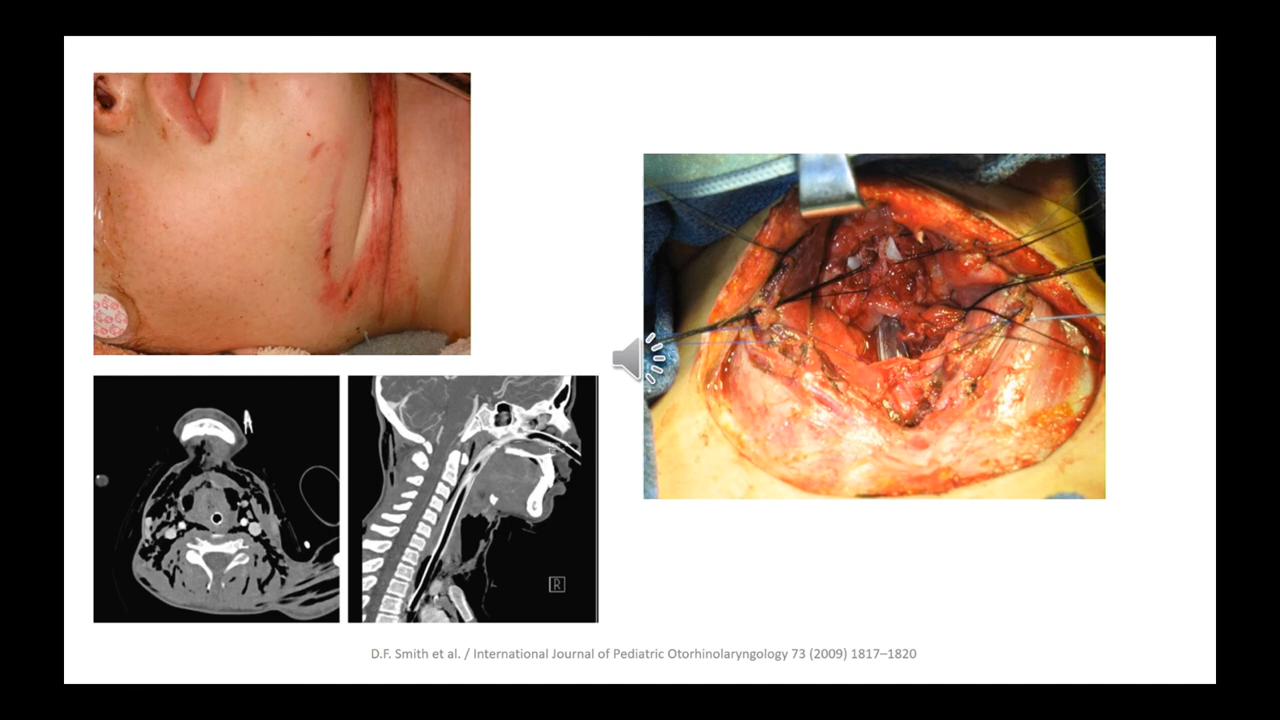 R
D.F. Smith et al. / International Journal of Pediatric Otorhinolaryngology 73 (2009) 1817–1820